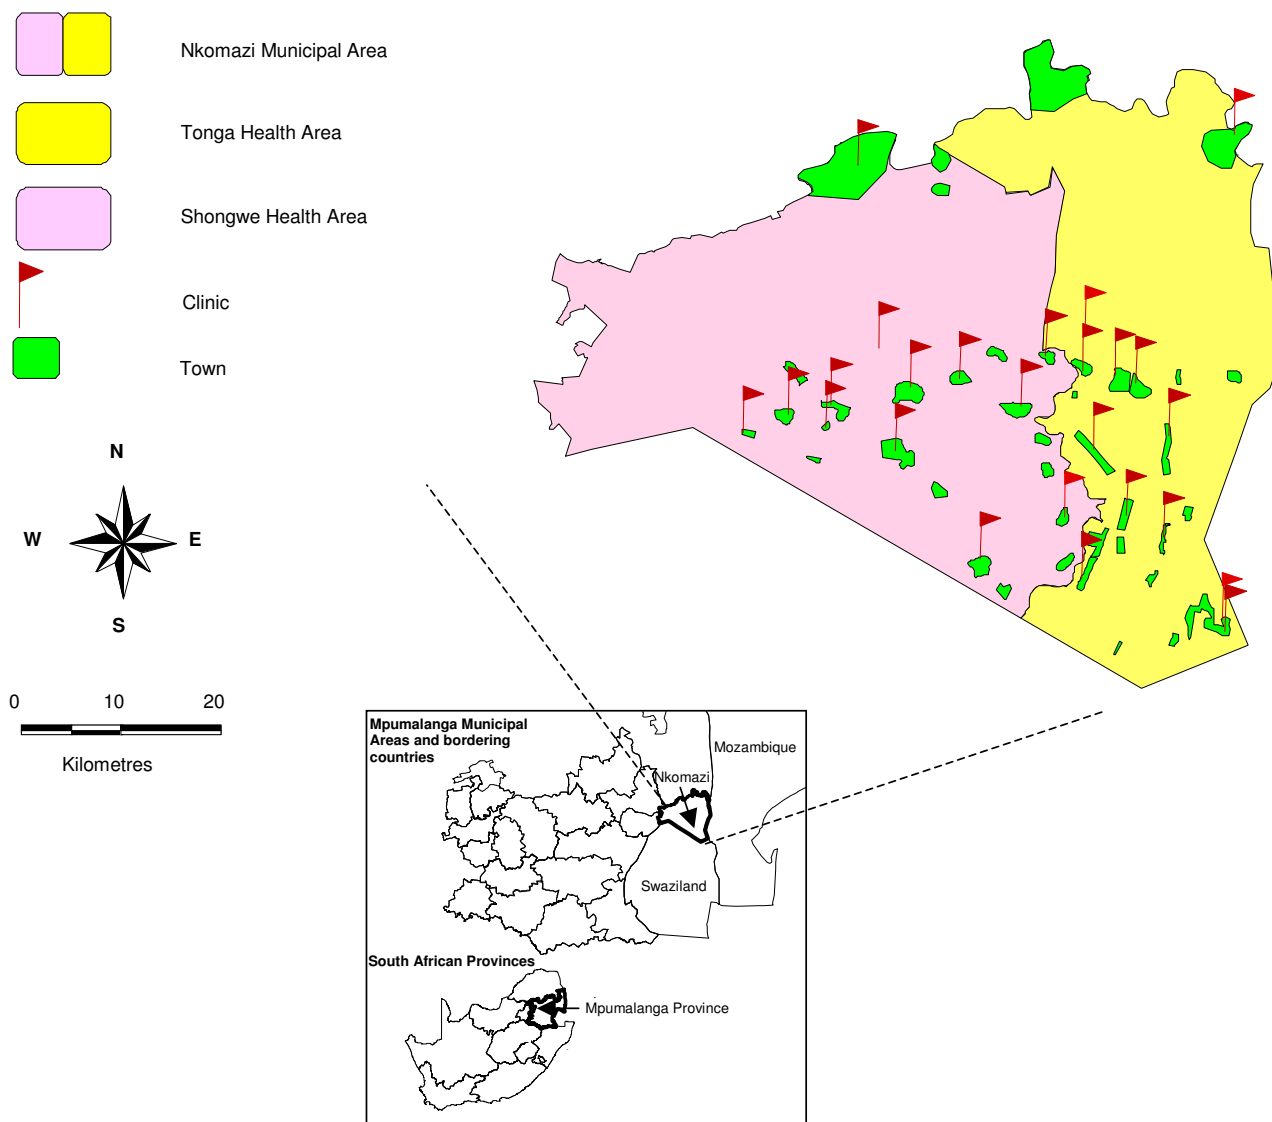 Nkomazi Municipal Area
Tonga Health Area
Shongwe Health Area
Clinic
Town
N
W
E
S
0
10
20
Kilometres
Mpumalanga Municipal
Areas and bordering
countries
Mozambique
Nkomazi
Swaziland
South African Provinces
Mpumalanga Province